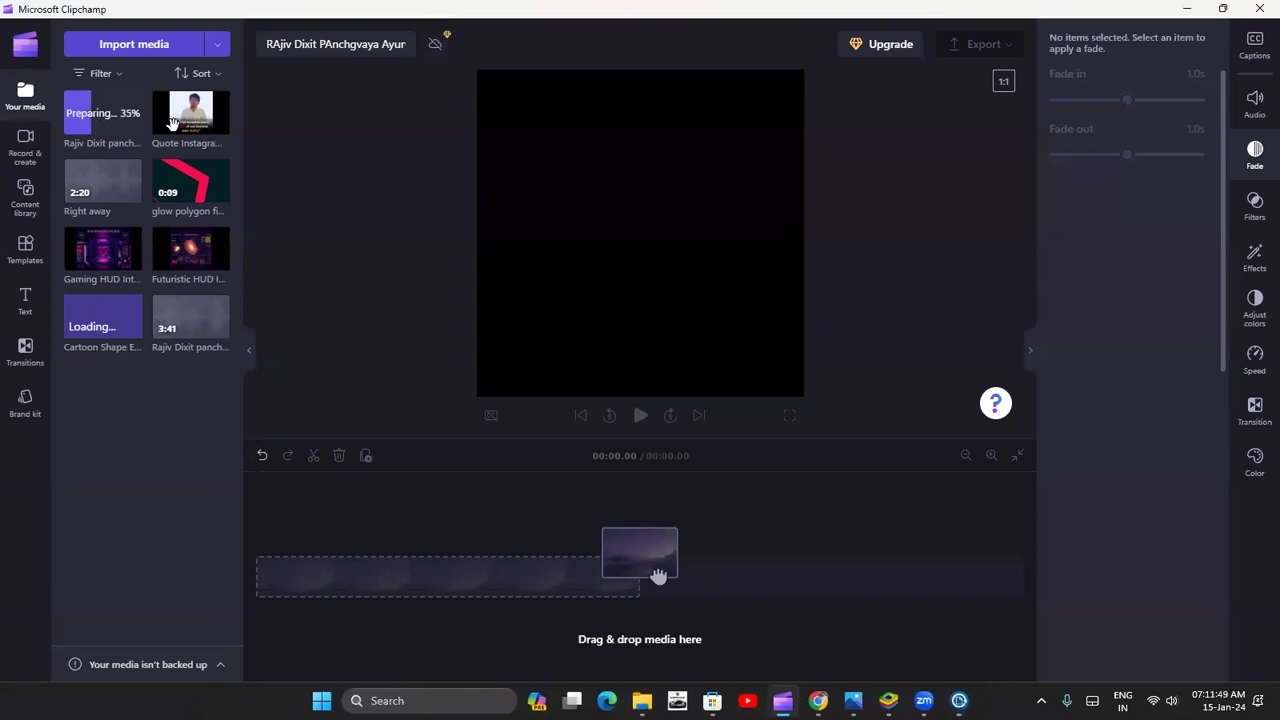 Microsoft Clipchamp
Import media
RAjiv Dixit PAnchgvaya Ayur
Upgrade
Export
No items selected. Select an item to
apply a fade.
Captions
Filter
Sort
Fade in
1.0s
1:1
Your media
Preparing... 35%
Audio
Fade out
1.0s
Rajiv Dixit panch...
Quote Instagra...
Record &
create
Fade
2:20
0:09
Content
library
Right away
glow polygon fi...
Filters
Templates
Effects
Gaming HUD Int...
Futuristic HUD I...
Text
Adjust
colors
Loading...
3:41
Cartoon Shape E...
Rajiv Dixit panch...
Transitions
Speed
Brand kit
?
Transition
00:00.00 / 00:00.00
Color
Drag & drop media here
Your media isn't backed up
Search
PRE
zm
ENG
IN
07:11:49 AM
15-Jan-24